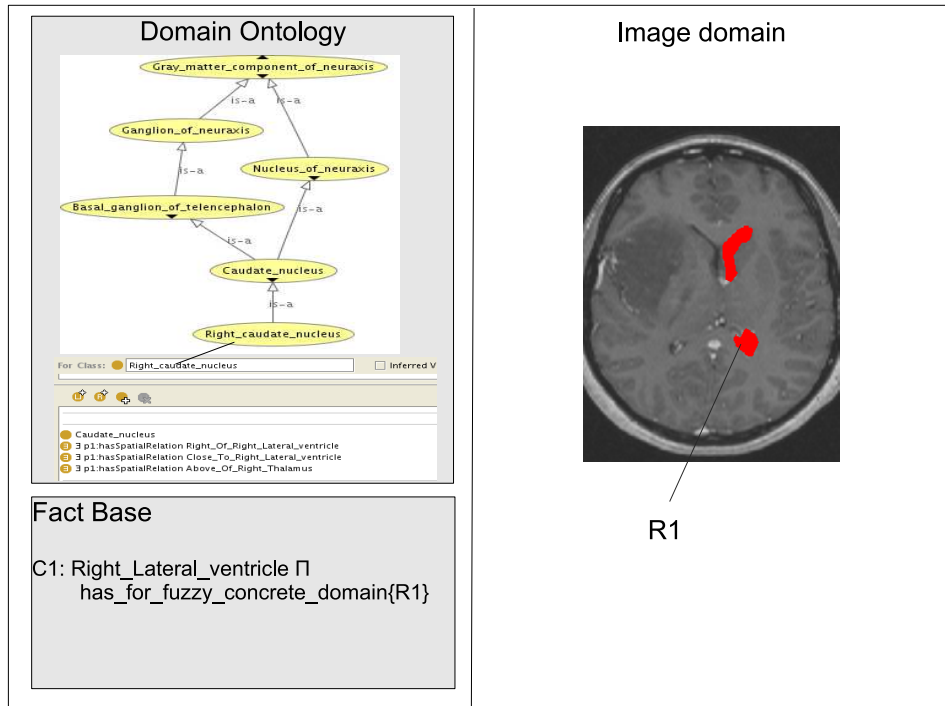 Domain Ontology
Gray_matter_component_of_neuraxis
is-a
is-a
Ganglion_of_neuraxis
is-a
Nucleus_of_neuraxis
is-a
Basal_ganglion_of_telencephalon
is-a
Caudate_nucleus
is-a
Right_caudate_nucleus
For Class: Right_caudate_nucleus Inferred V
Caudate_nucleus
∃ p1:hasSpatialRelation Right_Of_Right_Lateral_ventricle
∃ p1:hasSpatialRelation Close_To_Right_Lateral_ventricle
∃ p1:hasSpatialRelation Above_Of_Right_Thalamus
Fact Base
C1: Right_Lateral_ventricle Π
has_for_fuzzy_concrete_domain{R1}
Image domain
R1